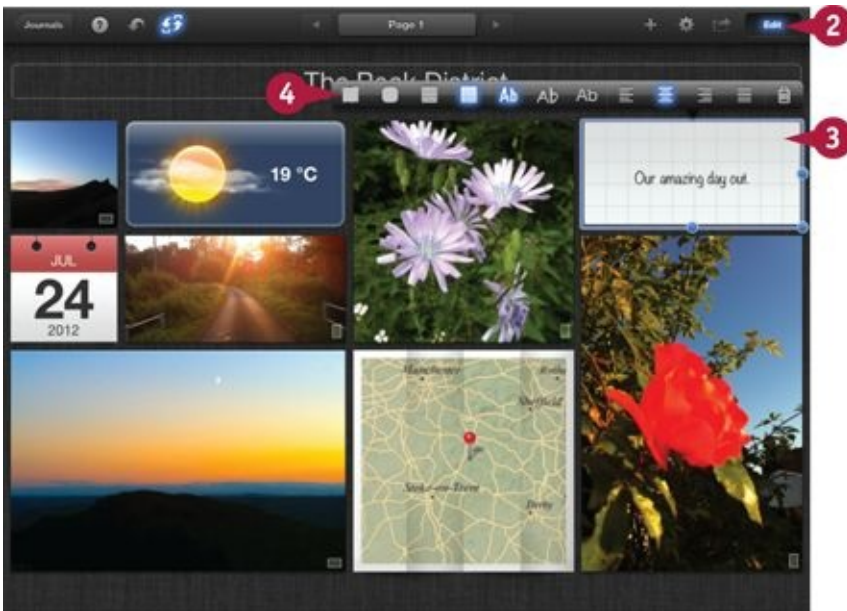 Journals ? Page 1 + Edit 2
The Peak District
4 Ab Ab Ab
19 °C
Our amazing day out.
3
JUL
24
2012
Manchester
Sheffield
Stoke-on-Trent
Derby